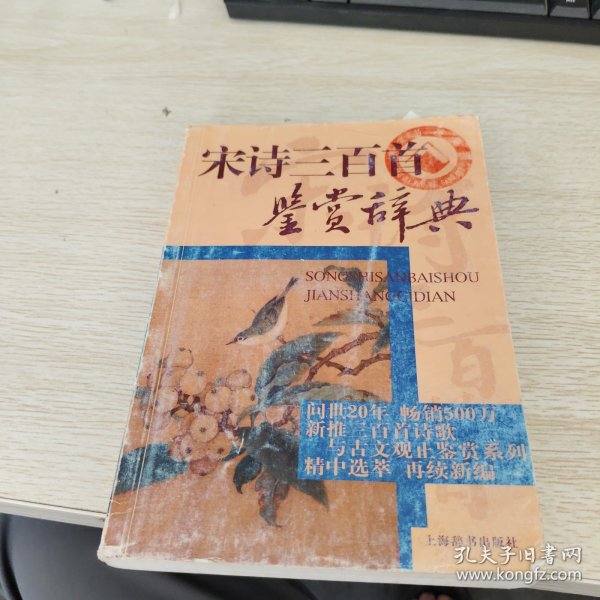 宋诗三百首
鉴赏辞典
SONGSHISANBAISHOU
JIANSHANGCIDIAN
问世20年 畅销500万
新推三百首诗歌
与古文观止鉴赏系列
精中选萃 再续新编
上海辞书出版社
孔夫子旧书网
www.kongfz.com